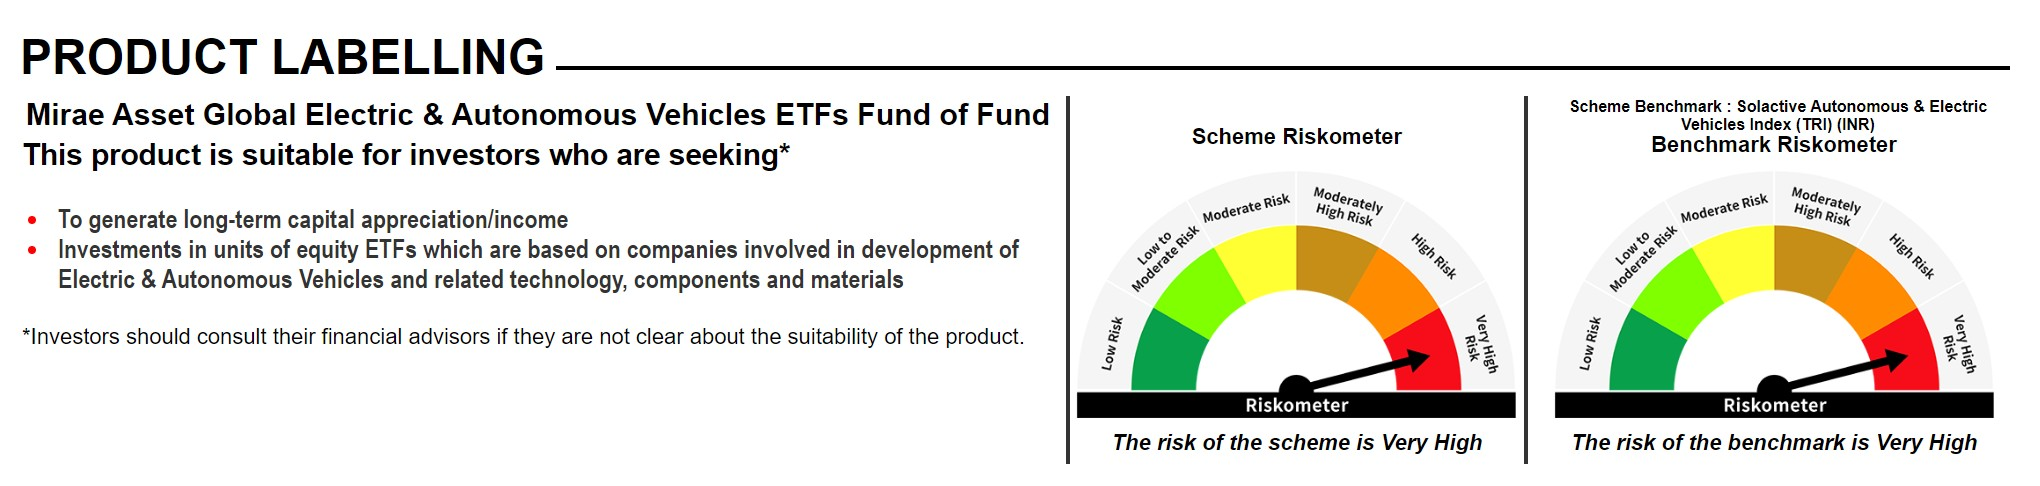 PRODUCT LABELLING
Mirae Asset Global Electric & Autonomous Vehicles ETFs Fund of Fund
This product is suitable for investors who are seeking*
• To generate long-term capital appreciation/income
• Investments in units of equity ETFs which are based on companies involved in development of
Electric & Autonomous Vehicles and related technology, components and materials
*Investors should consult their financial advisors if they are not clear about the suitability of the product.
Scheme Riskometer
Low Risk
Low to
Moderate Risk
Moderate Risk
Moderately
High Risk
High Risk
Very High
Risk
Riskometer
The risk of the scheme is Very High
Scheme Benchmark : Solactive Autonomous & Electric
Vehicles Index (TRI) (INR)
Benchmark Riskometer
Low Risk
Low to
Moderate Risk
Moderate Risk
Moderately
High Risk
High Risk
Very High
Risk
Riskometer
The risk of the benchmark is Very High